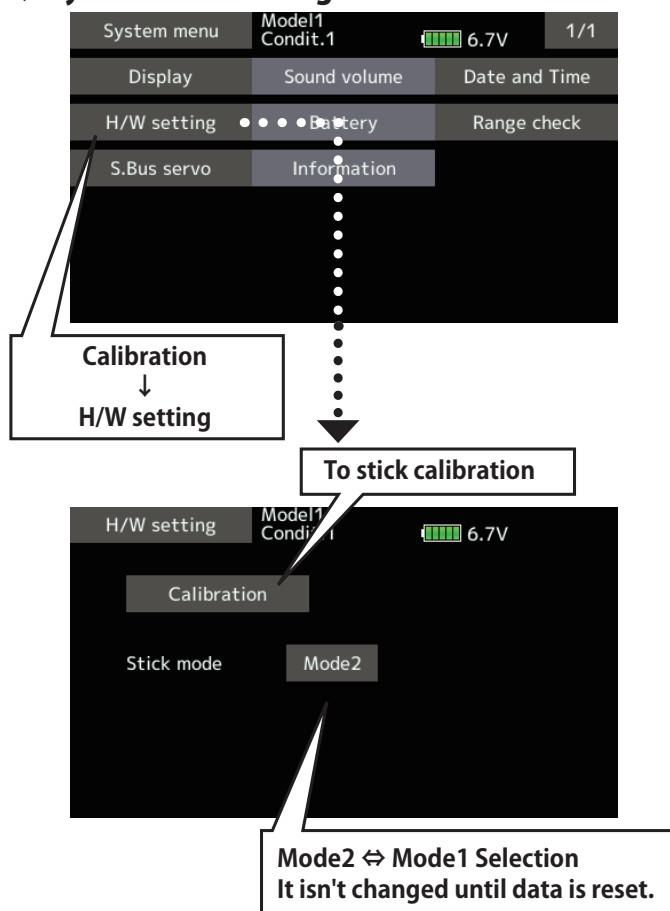 System menu
Model1
Condit.1
6.7V
1/1
Display
Sound volume
Date and Time
H/W setting
Battery
Range check
S.Bus servo
Information
Calibration
↓
H/W setting
To stick calibration
H/W setting
Model1
6.7V
Calibration
Stick mode
Mode2
Mode2 ⇔ Mode1 Selection
It isn't changed until data is reset.